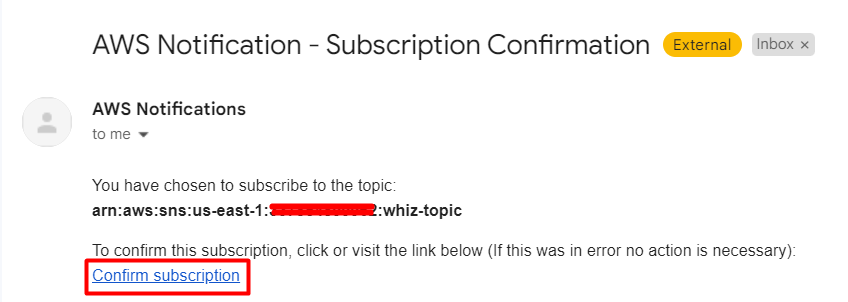 AWS Notification - Subscription Confirmation External Inbox ×
AWS Notifications
to me
You have chosen to subscribe to the topic:
arn:aws:sns:us-east-1: :whiz-topic
To confirm this subscription, click or visit the link below (If this was in error no action is necessary):
Confirm subscription